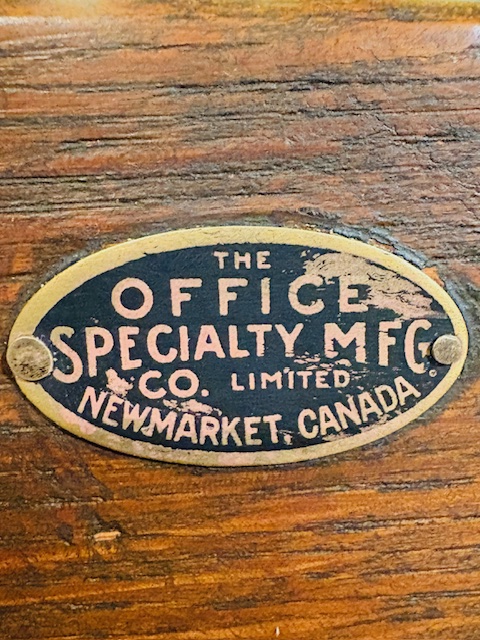 THE
OFFICE
SPECIALTY MFG.
CO. LIMITED
NEWMARKET, CANADA